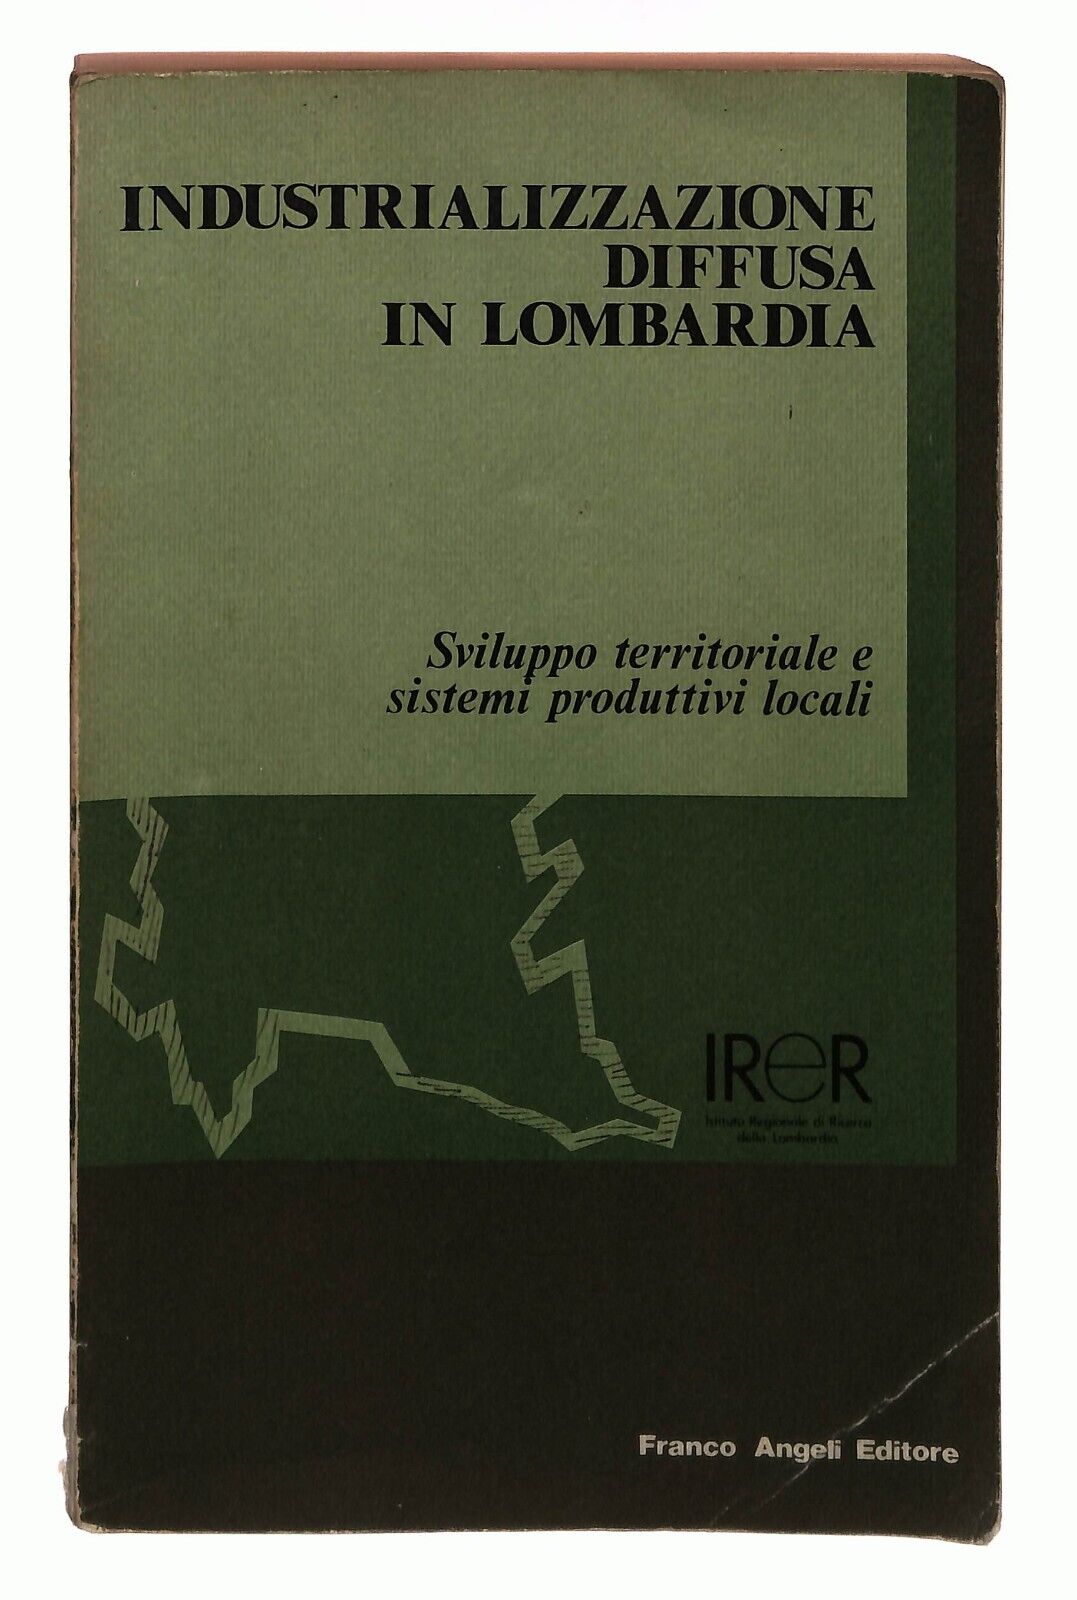 INDUSTRIALIZZAZIONE
DIFFUSA
IN LOMBARDIA
Sviluppo territoriale e
sistemi produttivi locali
IReR
Istituto Regionale di Ricerca
della Lombardia
Franco Angeli Editore